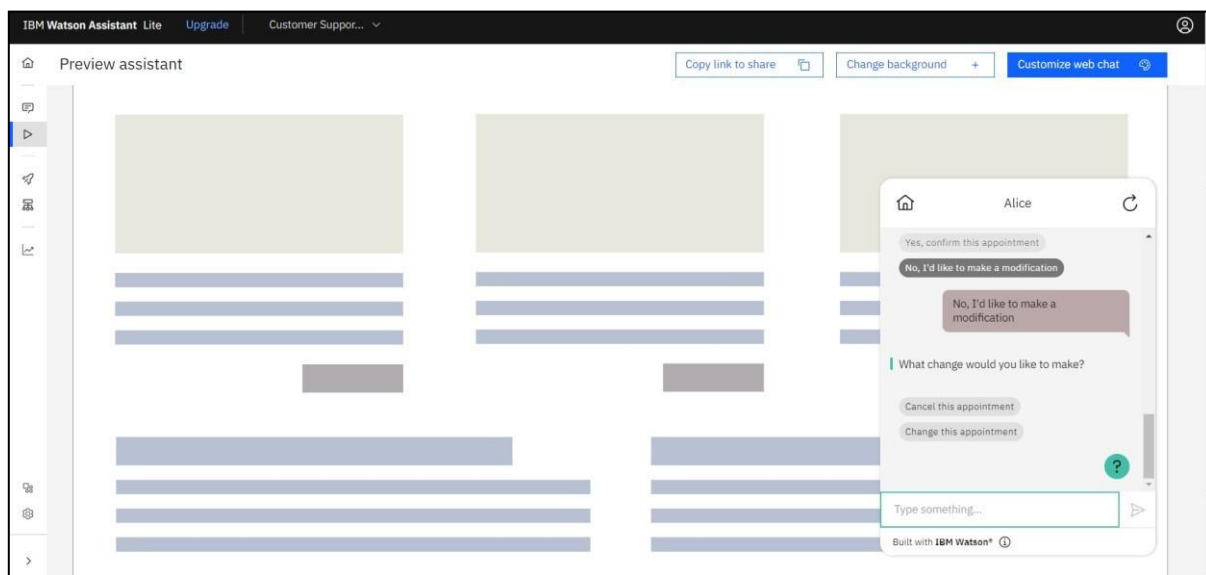 IBM Watson Assistant Lite Upgrade Customer Suppor...
Preview assistant Copy link to share Change background + Customize web chat
Alice
Yes, confirm this appointment
No, I'd like to make a modification
No, I'd like to make a
modification
What change would you like to make?
Cancel this appointment
Change this appointment
?
Type something...
Built with IBM Watson®